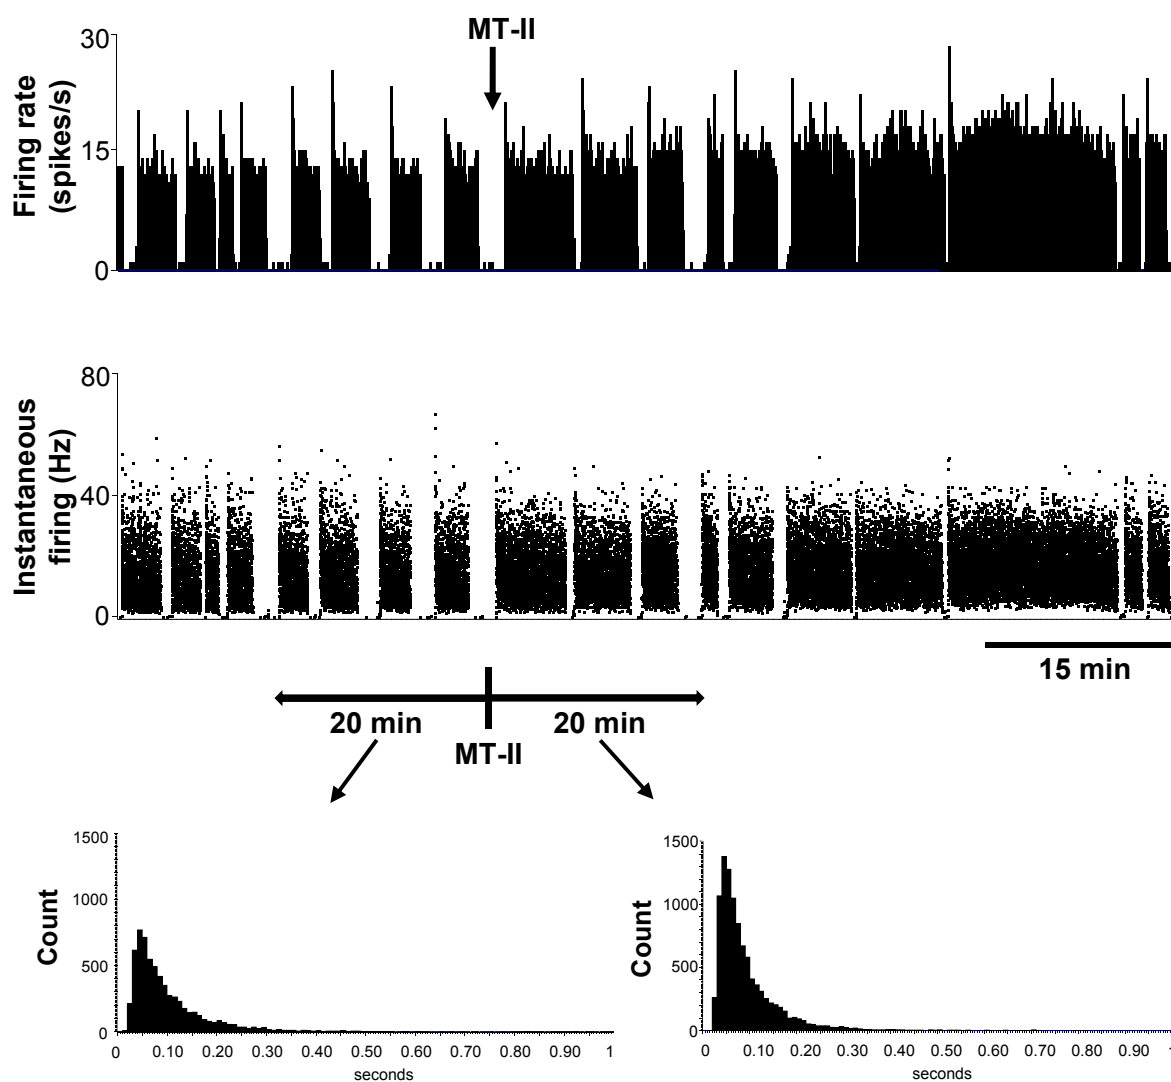 MT-II
30
15
0
Firing rate
(spikes/s)
80
40
0
Instantaneous
firing (Hz)
15 min
20 min
20 min
MT-II
1500
1000
500
0
Count
0 0.10 0.20 0.30 0.40 0.50 0.60 0.70 0.80 0.90 1
seconds
1500
1000
500
0
Count
0 0.10 0.20 0.30 0.40 0.50 0.60 0.70 0.80 0.90
seconds